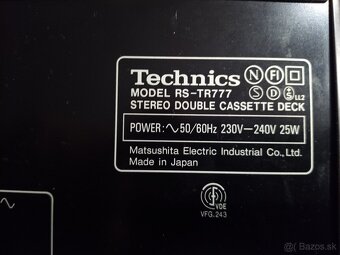 Technics N FI
MODEL RS-TR777 S D
STEREO DOUBLE CASSETTE DECK
POWER: ∿ 50/60Hz 230V—240V 25W
Matsushita Electric Industrial Co., Ltd.
Made in Japan
VDE
VFG. 243
Bazos.sk